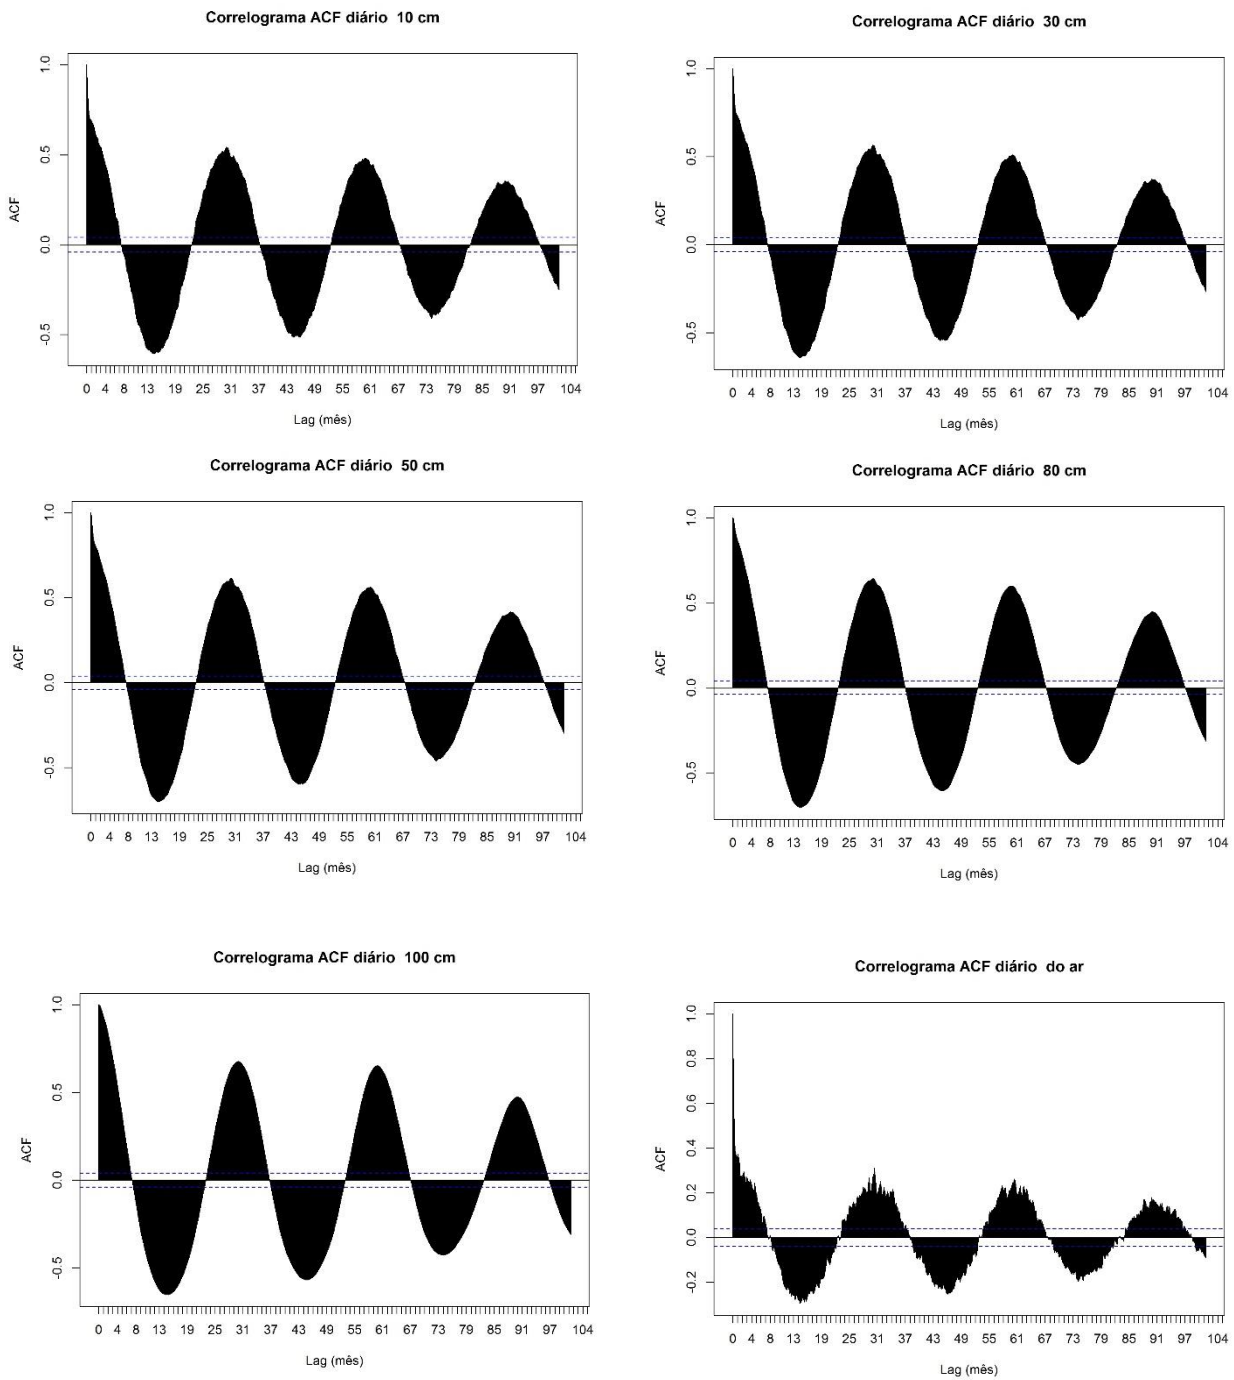 Correlograma ACF diário  10 cm
ACF
1.0
0.5
0.0
-0.5
0 4 8 13 19 25 31 37 43 49 55 61 67 73 79 85 91 97 104
Lag (mês)
Correlograma ACF diário  30 cm
ACF
1.0
0.5
0.0
-0.5
0 4 8 13 19 25 31 37 43 49 55 61 67 73 79 85 91 97 104
Lag (mês)
Correlograma ACF diário  50 cm
ACF
1.0
0.5
0.0
-0.5
0 4 8 13 19 25 31 37 43 49 55 61 67 73 79 85 91 97 104
Lag (mês)
Correlograma ACF diário  80 cm
ACF
1.0
0.5
0.0
-0.5
0 4 8 13 19 25 31 37 43 49 55 61 67 73 79 85 91 97 104
Lag (mês)
Correlograma ACF diário  100 cm
ACF
1.0
0.5
0.0
-0.5
0 4 8 13 19 25 31 37 43 49 55 61 67 73 79 85 91 97 104
Lag (mês)
Correlograma ACF diário  do ar
ACF
1.0
0.8
0.6
0.4
0.2
0.0
-0.2
0 4 8 13 19 25 31 37 43 49 55 61 67 73 79 85 91 97 104
Lag (mês)